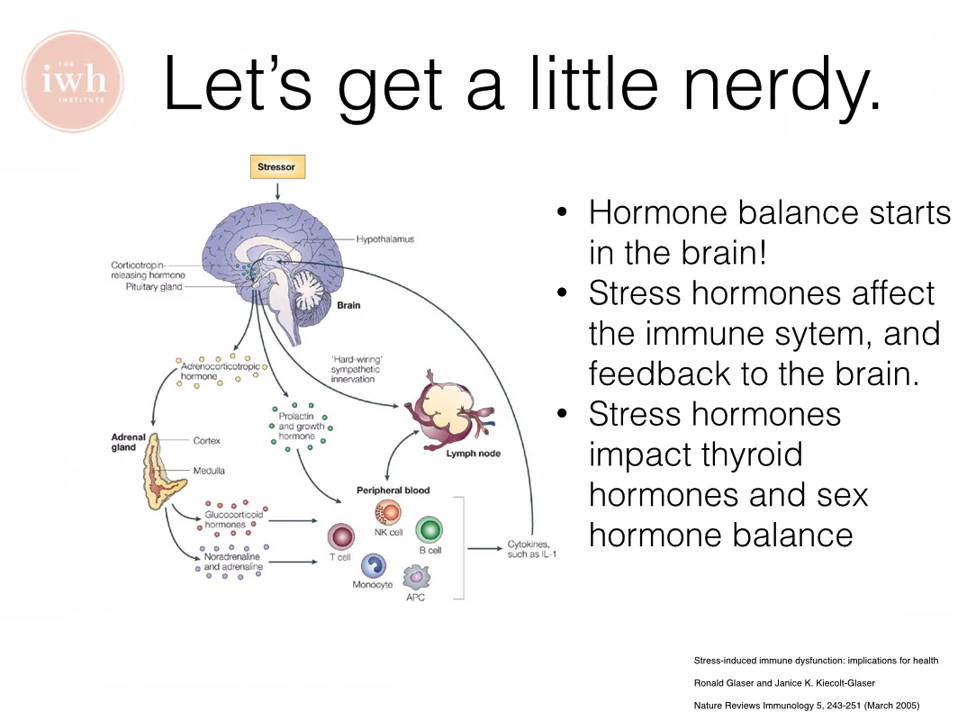 THE
iwh
INSTITUTE
Let’s get a little nerdy.
Stressor
Hypothalamus
Corticotropin-
releasing hormone
Pituitary gland
Brain
Adrenocorticotropic
hormone
'Hard-wiring'
sympathetic
innervation
Prolactin
and growth
hormone
Lymph node
Adrenal
gland
Cortex
Medulla
Peripheral blood
Glucocorticoid
hormones
NK cell
T cell
B cell
Cytokines,
such as IL-1
Noradrenaline
and adrenaline
Monocyte
APC
• Hormone balance starts
in the brain!
• Stress hormones affect
the immune sytem, and
feedback to the brain.
• Stress hormones
impact thyroid
hormones and sex
hormone balance
Stress-induced immune dysfunction: implications for health
Ronald Glaser and Janice K. Kiecolt-Glaser
Nature Reviews Immunology 5, 243-251 (March 2005)